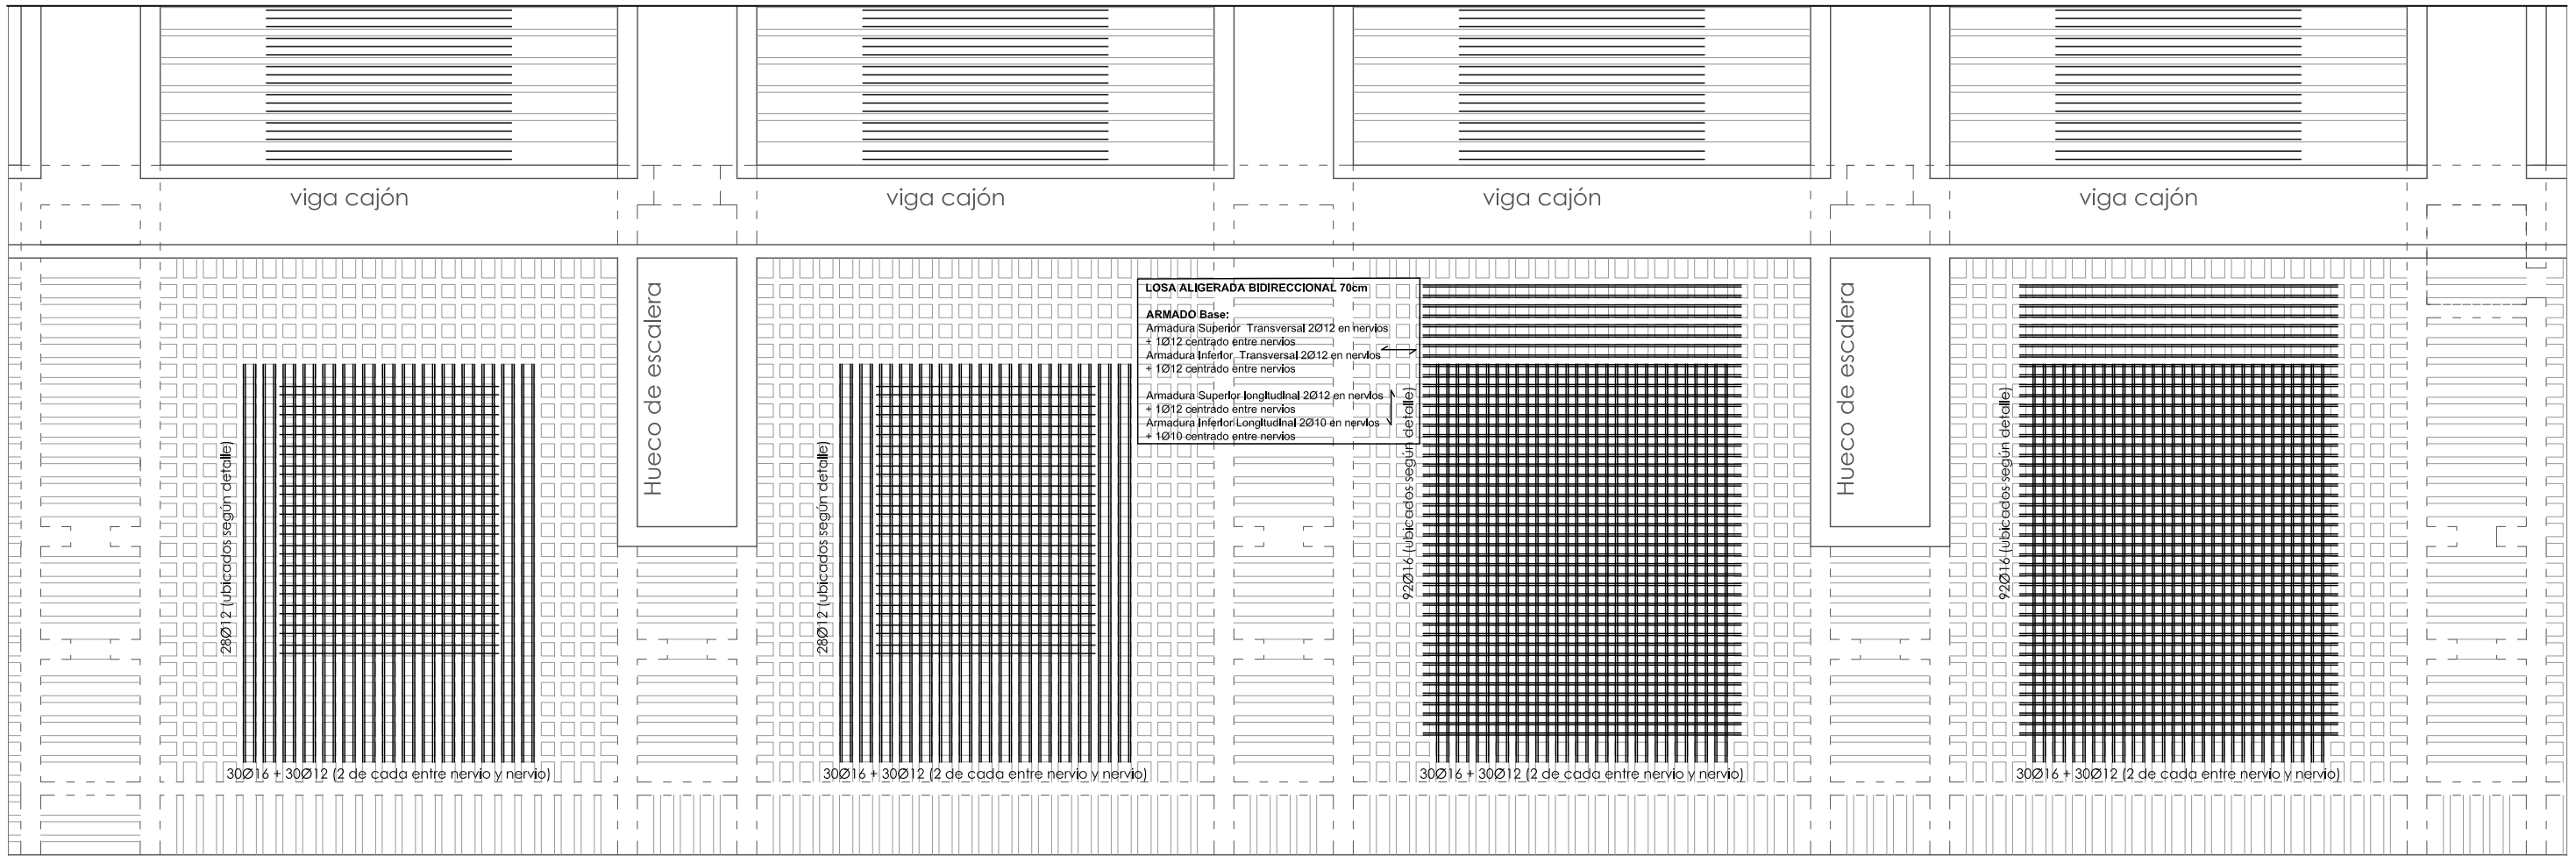 viga cajón
viga cajón
viga cajón
viga cajón
Hueco de escalera
Hueco de escalera
LOSA ALIGERADA BIDIRECCIONAL 70cm
ARMADO Base:
Armadura Superior Transversal 2Ø12 en nervios
+ 1Ø12 centrado entre nervios
Armadura Inferior Transversal 2Ø12 en nervios
+ 1Ø12 centrado entre nervios
Armadura Superior longitudinal 2Ø12 en nervios
+ 1Ø12 centrado entre nervios
Armadura Inferior Longitudinal 2Ø10 en nervios
+ 1Ø10 centrado entre nervios
28Ø12 (ubicados según detalle)
28Ø12 (ubicados según detalle)
92Ø16 (ubicados según detalle)
92Ø16 (ubicados según detalle)
30Ø16 + 30Ø12 (2 de cada entre nervio y nervio)
30Ø16 + 30Ø12 (2 de cada entre nervio y nervio)
30Ø16 + 30Ø12 (2 de cada entre nervio y nervio)
30Ø16 + 30Ø12 (2 de cada entre nervio y nervio)